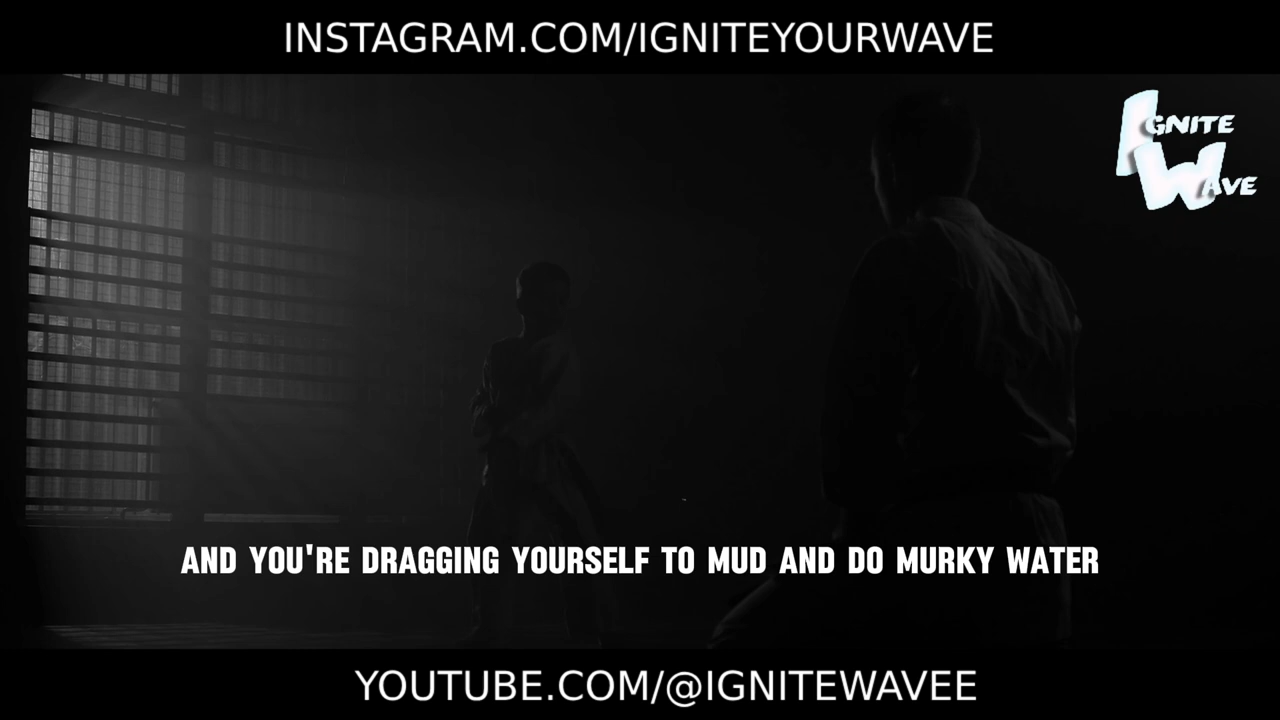 INSTAGRAM.COM/IGNITEYOURWAVE
IGNITE
WAVE
AND YOU'RE DRAGGING YOURSELF TO MUD AND DO MURKY WATER
YOUTUBE.COM/@IGNITEWAVEE